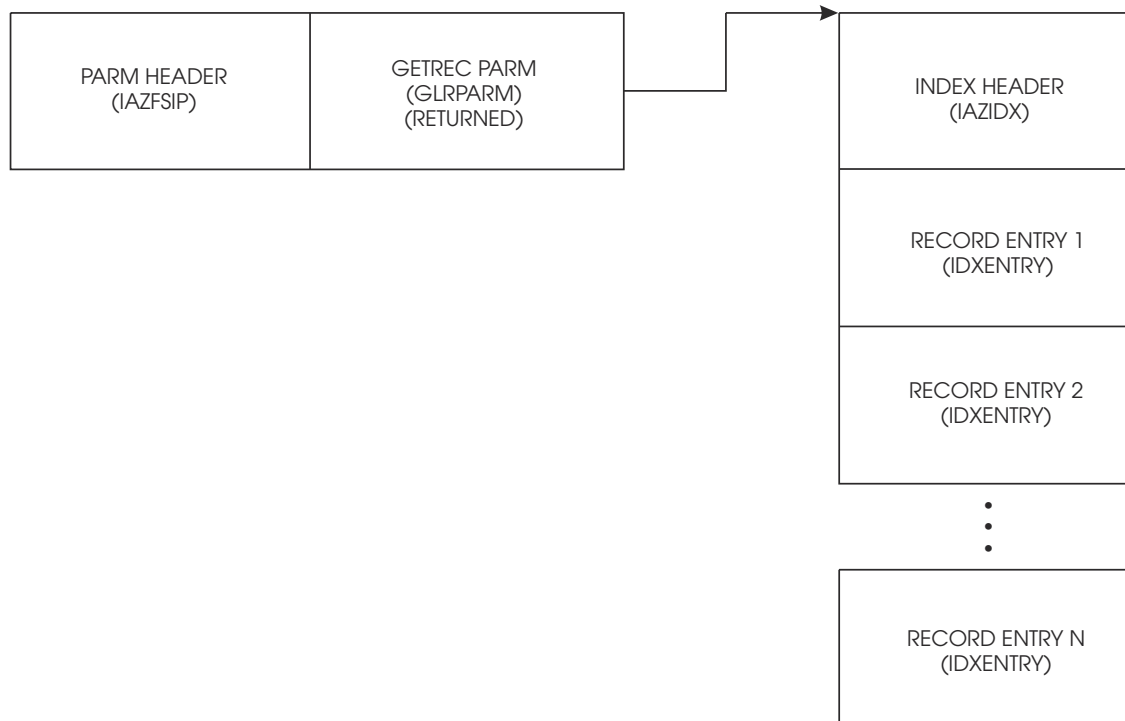 PARM HEADER
(IAZFSIP)
GETREC PARM
(GLRPARM)
(RETURNED)
INDEX HEADER
(IAZIDX)
RECORD ENTRY 1
(IDXENTRY)
RECORD ENTRY 2
(IDXENTRY)
RECORD ENTRY N
(IDXENTRY)